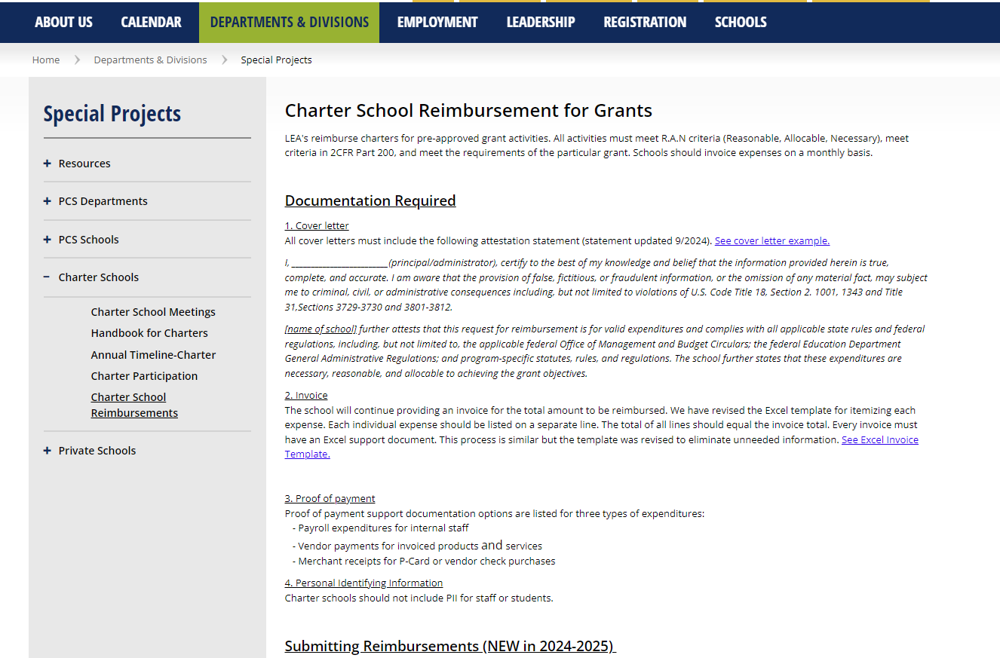 ABOUT US CALENDAR DEPARTMENTS & DIVISIONS EMPLOYMENT LEADERSHIP REGISTRATION SCHOOLS
Home Departments & Divisions Special Projects
Special Projects
+ Resources
+ PCS Departments
+ PCS Schools
− Charter Schools
Charter School Meetings
Handbook for Charters
Annual Timeline-Charter
Charter Participation
Charter School
Reimbursements
+ Private Schools
Charter School Reimbursement for Grants
LEA's reimburse charters for pre-approved grant activities. All activities must meet R.A.N criteria (Reasonable, Allocable, Necessary), meet
criteria in 2CFR Part 200, and meet the requirements of the particular grant. Schools should invoice expenses on a monthly basis.
Documentation Required
1. Cover letter
All cover letters must include the following attestation statement (statement updated 9/2024). See cover letter example.
I, ________________________(principal/administrator), certify to the best of my knowledge and belief that the information provided herein is true,
complete, and accurate. I am aware that the provision of false, fictitious, or fraudulent information, or the omission of any material fact, may subject
me to criminal, civil, or administrative consequences including, but not limited to violations of U.S. Code Title 18, Section 2. 1001, 1343 and Title
31,Sections 3729-3730 and 3801-3812.
[name of school] further attests that this request for reimbursement is for valid expenditures and complies with all applicable state rules and federal
regulations, including, but not limited to, the applicable federal Office of Management and Budget Circulars; the federal Education Department
General Administrative Regulations; and program-specific statutes, rules, and regulations. The school further states that these expenditures are
necessary, reasonable, and allocable to achieving the grant objectives.
2. Invoice
The school will continue providing an invoice for the total amount to be reimbursed. We have revised the Excel template for itemizing each
expense. Each individual expense should be listed on a separate line. The total of all lines should equal the invoice total. Every invoice must
have an Excel support document. This process is similar but the template was revised to eliminate unneeded information. See Excel Invoice
Template.
3. Proof of payment
Proof of payment support documentation options are listed for three types of expenditures:
- Payroll expenditures for internal staff
- Vendor payments for invoiced products and services
- Merchant receipts for P-Card or vendor check purchases
4. Personal Identifying Information
Charter schools should not include PII for staff or students.
Submitting Reimbursements (NEW in 2024-2025)